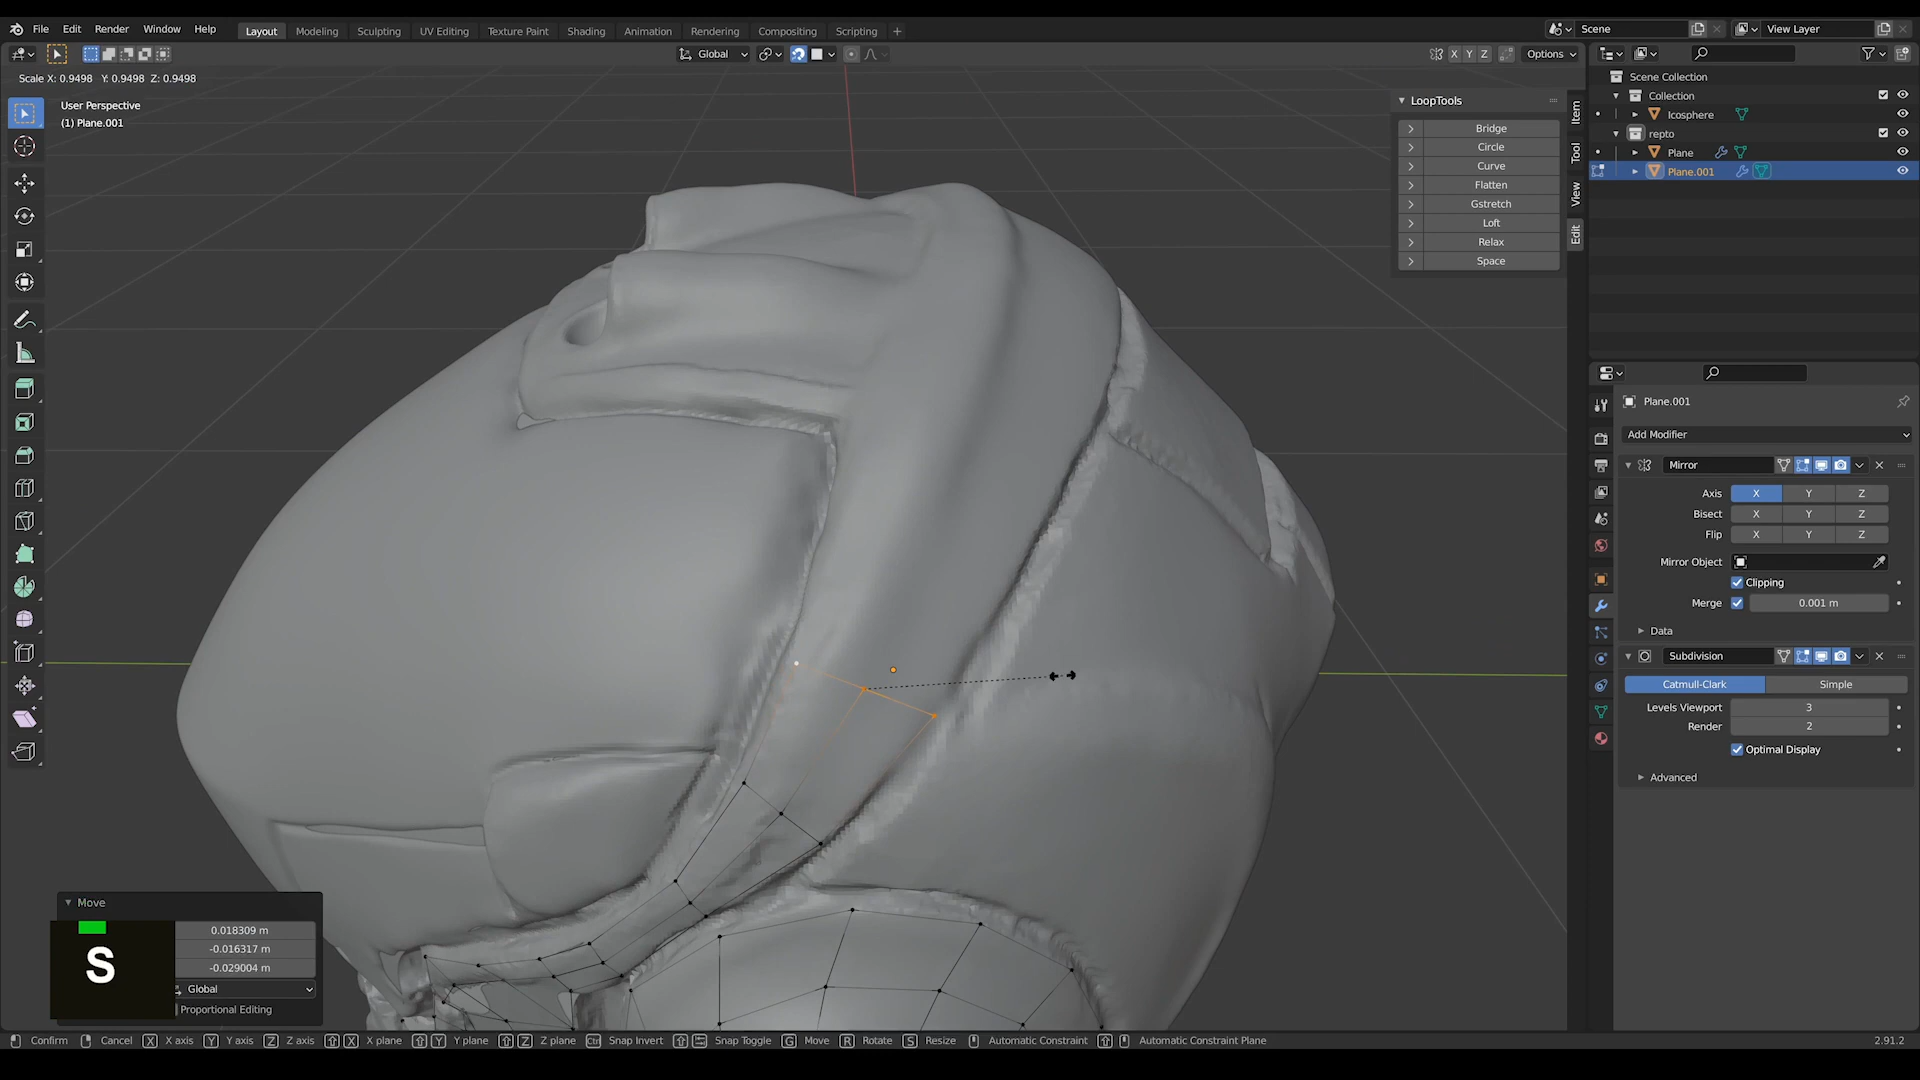 File Edit Render Window Help Layout Modeling Sculpting UV Editing Texture Paint Shading Animation Rendering Compositing Scripting + Scene View Layer
Global X Y Z Options
Scale X: 0.9498 Y: 0.9498 Z: 0.9498
User Perspective
(1) Plane.001
LoopTools
Bridge
Circle
Curve
Flatten
Gstretch
Loft
Relax
Space
Item
Tool
View
Edit
Scene Collection
Collection
Icosphere
repto
Plane
Plane.001
Plane.001
Add Modifier
Mirror
Axis X Y Z
Bisect X Y Z
Flip X Y Z
Mirror Object
Clipping
Merge 0.001 m
Data
Subdivision
Catmull-Clark Simple
Levels Viewport 3
Render 2
Optimal Display
Advanced
Move
0.018309 m
-0.016317 m
-0.029004 m
Global
Proportional Editing
S
Confirm Cancel X X axis Y Y axis Z Z axis X X plane Y Y plane Z Z plane Ctrl Snap Invert Snap Toggle G Move R Rotate S Resize Automatic Constraint Automatic Constraint Plane 2.91.2